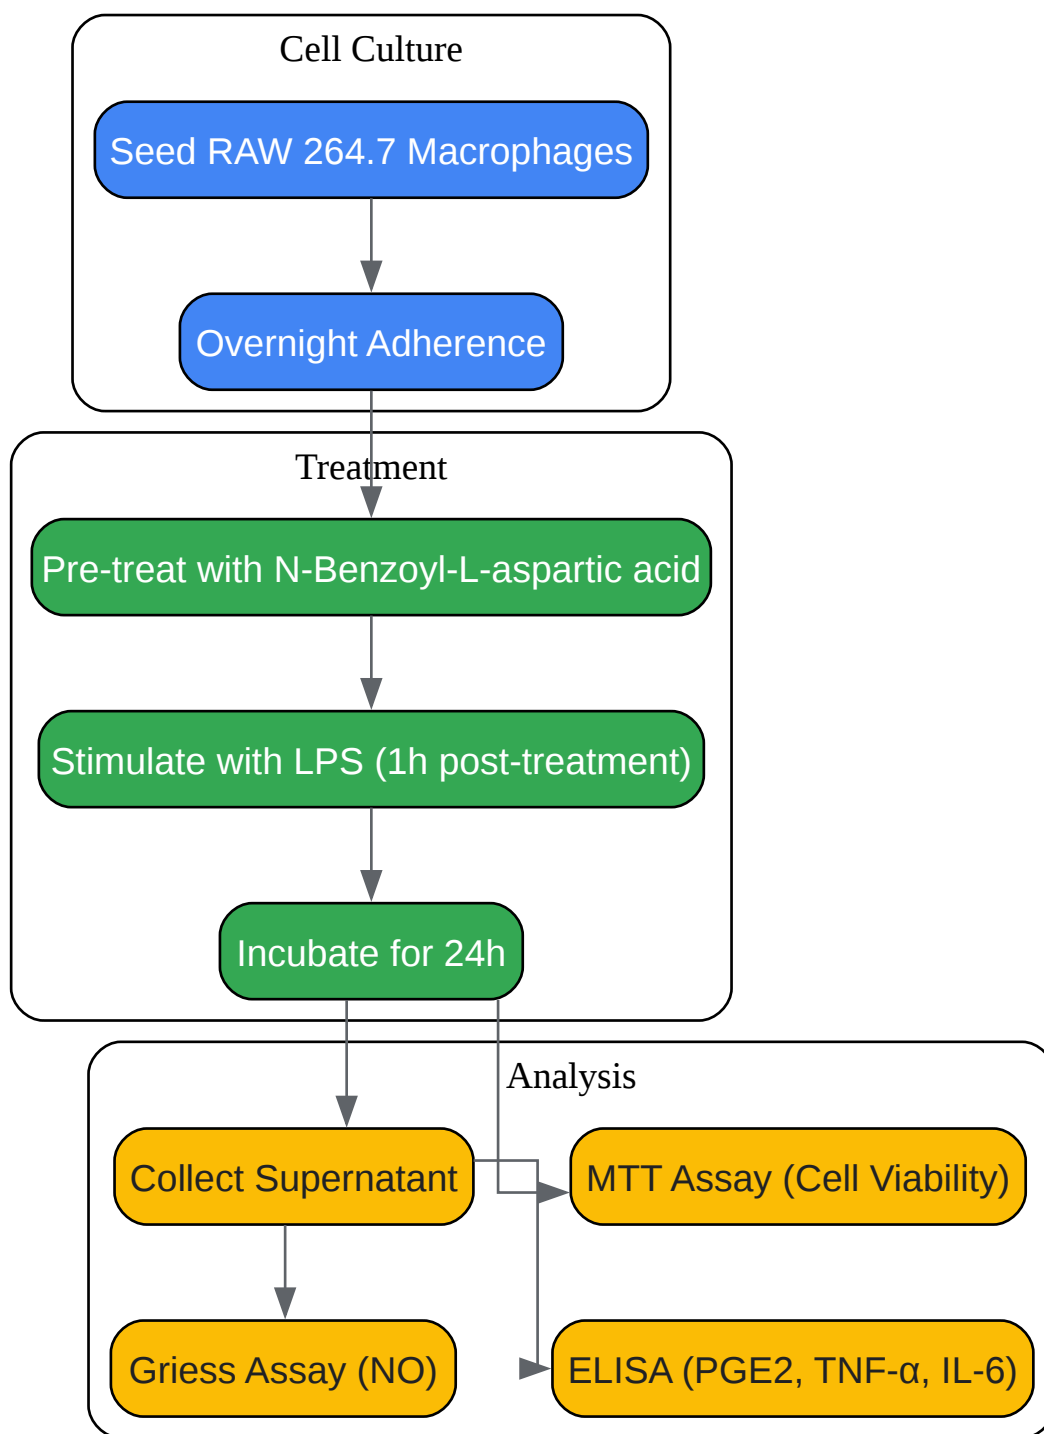 Cell Culture
Seed RAW 264.7 Macrophages
Overnight Adherence
Treatment
Pre-treat with N-Benzoyl-L-aspartic acid
Stimulate with LPS (1h post-treatment)
Incubate for 24h
Analysis
Collect Supernatant
MTT Assay (Cell Viability)
Griess Assay (NO)
ELISA (PGE2, TNF-α, IL-6)